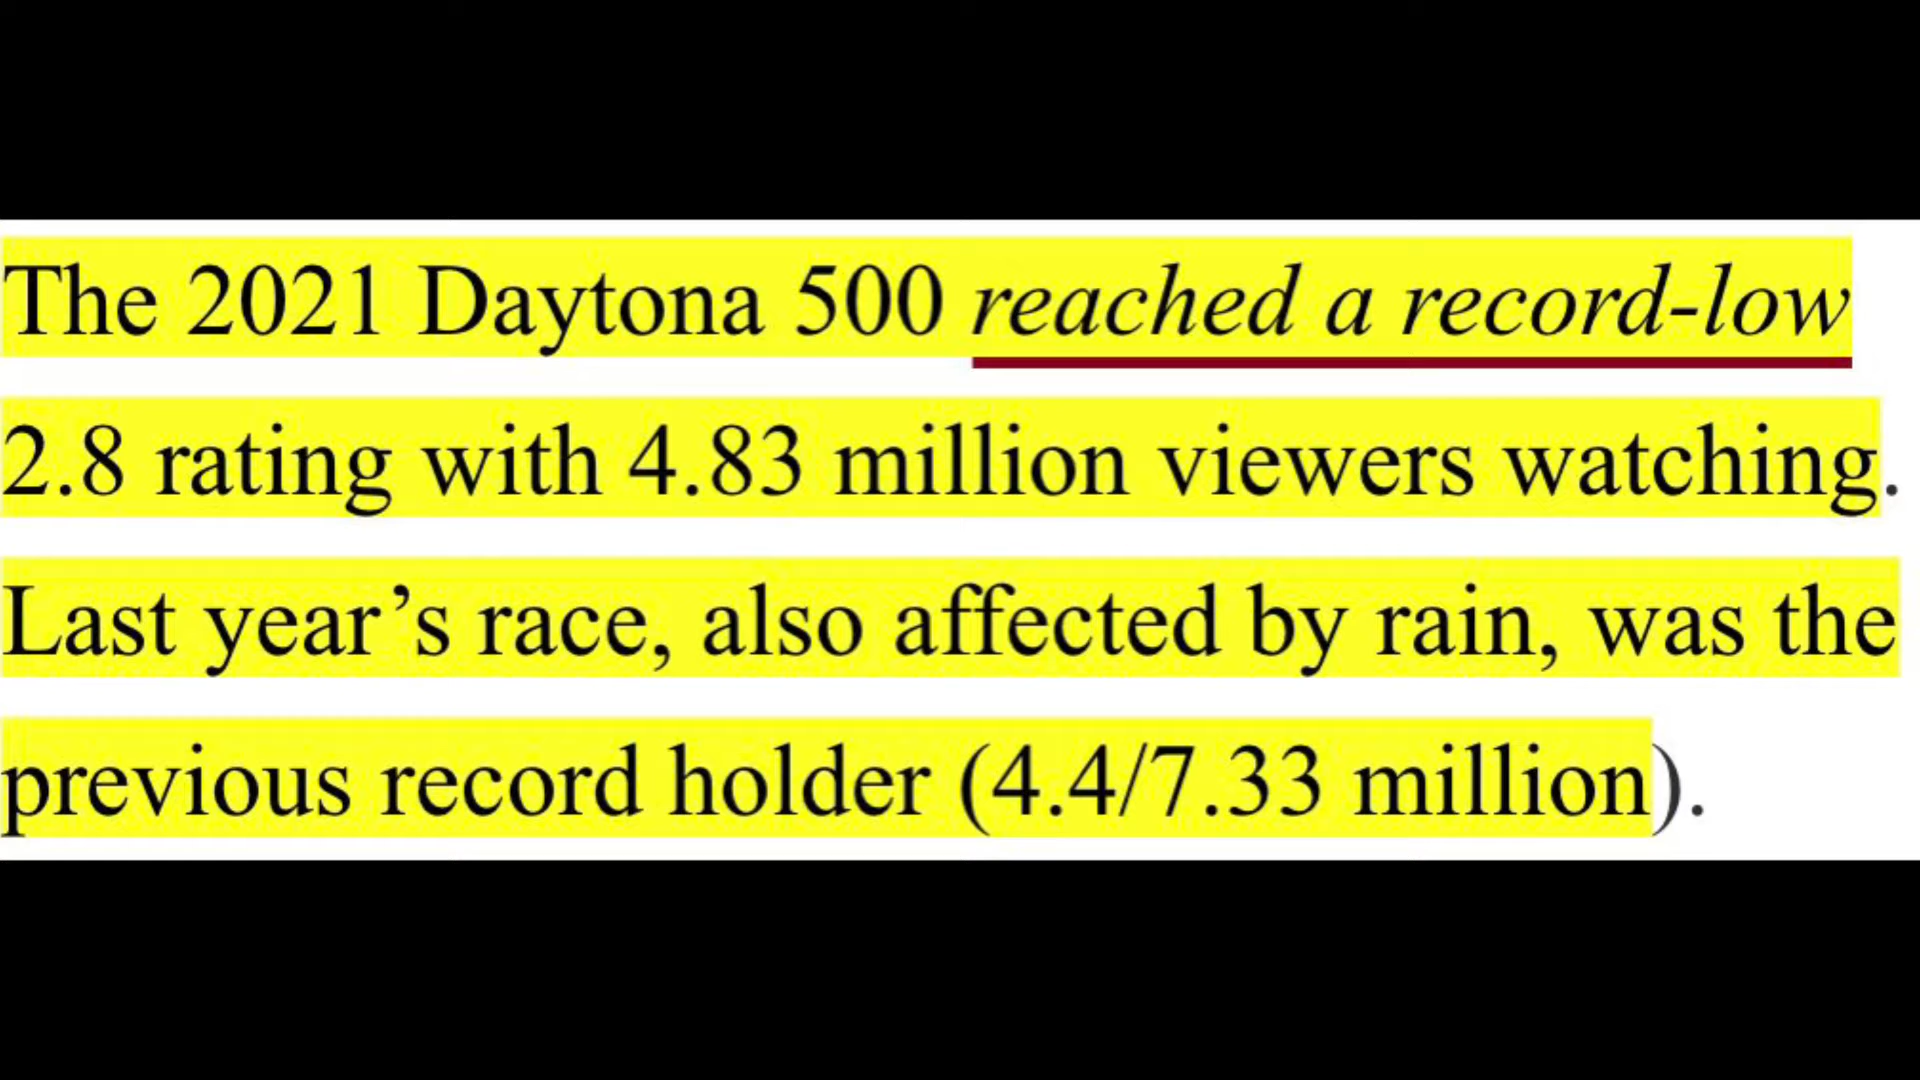 The 2021 Daytona 500 reached a record-low
2.8 rating with 4.83 million viewers watching.
Last year’s race, also affected by rain, was the
previous record holder (4.4/7.33 million).